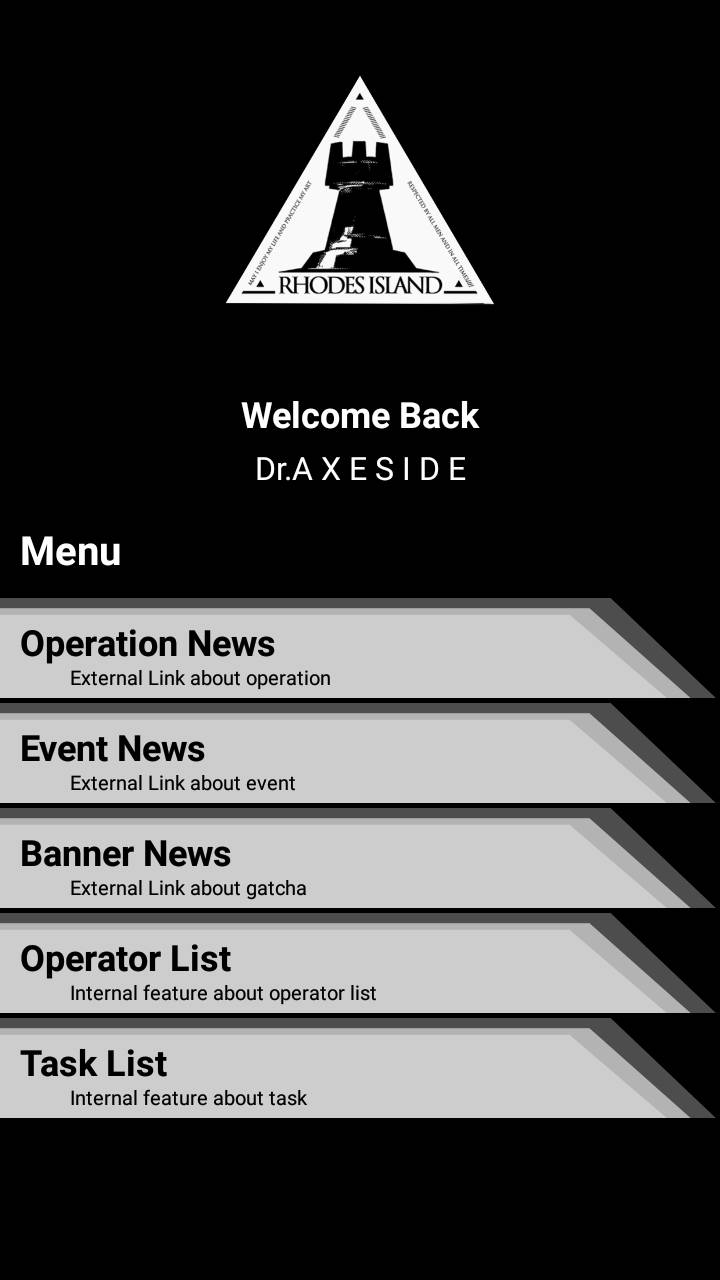 MAY I ENJOY MY LIFE AND PRACTICE MY ART
RESPECTED BY ALL MEN AND IN ALL TIMES
RHODES ISLAND
Welcome Back
Dr.A X E S I D E
Menu
Operation News
External Link about operation
Event News
External Link about event
Banner News
External Link about gatcha
Operator List
Internal feature about operator list
Task List
Internal feature about task